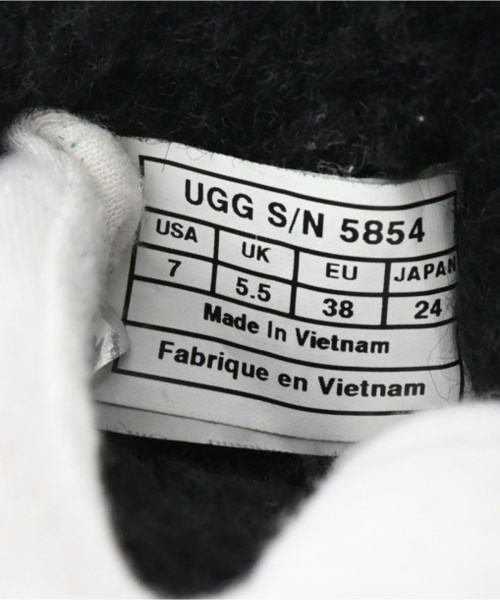 UGG S/N 5854
USA UK EU JAPAN
7 5.5 38 24
Made In Vietnam
Fabrique en Vietnam